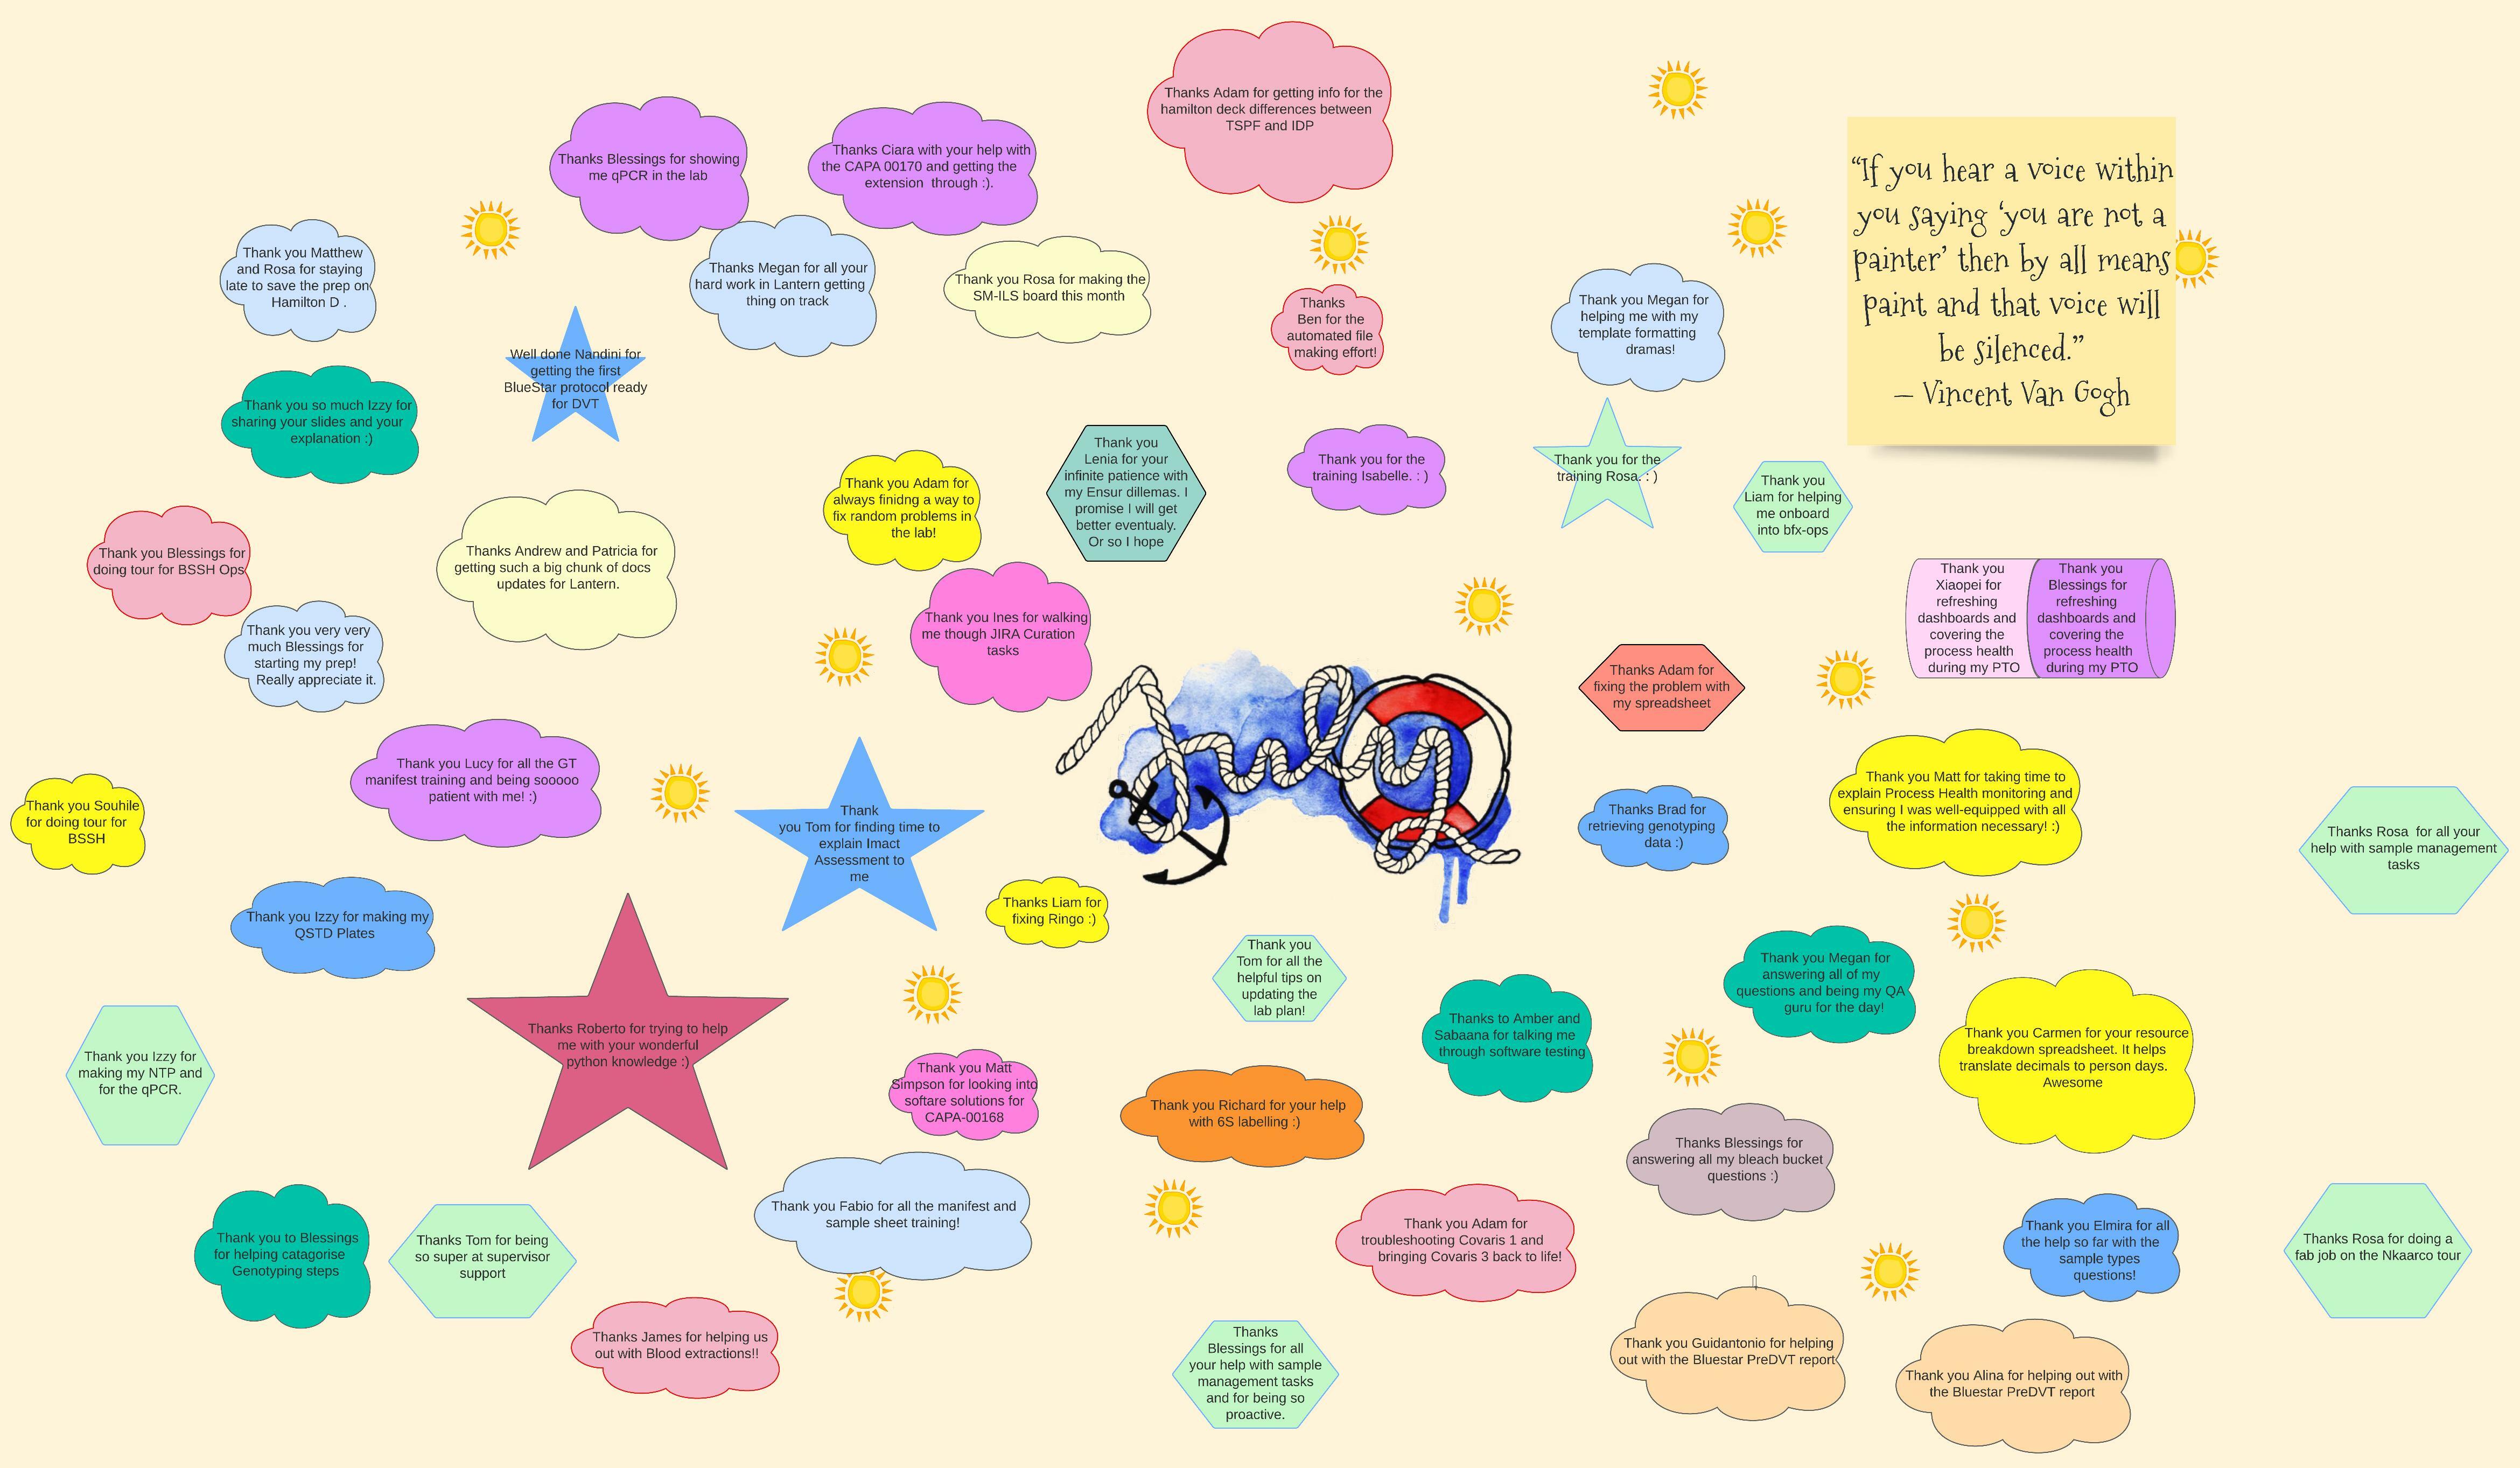 Thanks Adam for getting info for the
hamilton deck differences between
TSPF and IDP
Thanks Blessings for showing
me qPCR in the lab
Thanks Ciara with your help with
the CAPA 00170 and getting the
extension through :).
“If you hear a voice within
you saying ‘you are not a
painter’ then by all means
paint and that voice will
be silenced.”
– Vincent Van Gogh
Thank you Matthew
and Rosa for staying
late to save the prep on
Hamilton D .
Thanks Megan for all your
hard work in Lantern getting
thing on track
Thank you Rosa for making the
SM-ILS board this month
Thanks
Ben for the
automated file
making effort!
Thank you Megan for
helping me with my
template formatting
dramas!
Well done Nandini for
getting the first
BlueStar protocol ready
for DVT
Thank you so much Izzy for
sharing your slides and your
explanation :)
Thank you Adam for
always finidng a way to
fix random problems in
the lab!
Thank you
Lenia for your
infinite patience with
my Ensur dillemas. I
promise I will get
better eventualy.
Or so I hope
Thank you for the
training Isabelle. : )
Thank you for the
training Rosa. : )
Thank you
Liam for helping
me onboard
into bfx-ops
Thank you Blessings for
doing tour for BSSH Ops
Thanks Andrew and Patricia for
getting such a big chunk of docs
updates for Lantern.
Thank you
Xiaopei for
refreshing
dashboards and
covering the
process health
during my PTO
Thank you
Blessings for
refreshing
dashboards and
covering the
process health
during my PTO
Thank you very very
much Blessings for
starting my prep!
Really appreciate it.
Thank you Ines for walking
me though JIRA Curation
tasks
Thanks Adam for
fixing the problem with
my spreadsheet
July
Thank you Lucy for all the GT
manifest training and being sooooo
patient with me! :)
Thank you Souhile
for doing tour for
BSSH
Thank
you Tom for finding time to
explain Imact
Assessment to
me
Thanks Brad for
retrieving genotyping
data :)
Thank you Matt for taking time to
explain Process Health monitoring and
ensuring I was well-equipped with all
the information necessary! :)
Thanks Rosa for all your
help with sample management
tasks
Thank you Izzy for making my
QSTD Plates
Thanks Liam for
fixing Ringo :)
Thank you
Tom for all the
helpful tips on
updating the
lab plan!
Thank you Megan for
answering all of my
questions and being my QA
guru for the day!
Thanks Roberto for trying to help
me with your wonderful
python knowledge :)
Thanks to Amber and
Sabaana for talking me
through software testing
Thank you Carmen for your resource
breakdown spreadsheet. It helps
translate decimals to person days.
Awesome
Thank you Izzy for
making my NTP and
for the qPCR.
Thank you Matt
Simpson for looking into
softare solutions for
CAPA-00168
Thank you Richard for your help
with 6S labelling :)
Thanks Blessings for
answering all my bleach bucket
questions :)
Thank you to Blessings
for helping catagorise
Genotyping steps
Thanks Tom for being
so super at supervisor
support
Thank you Fabio for all the manifest and
sample sheet training!
Thank you Adam for
troubleshooting Covaris 1 and
bringing Covaris 3 back to life!
Thank you Elmira for all
the help so far with the
sample types
questions!
Thanks Rosa for doing a
fab job on the Nkaarco tour
Thanks James for helping us
out with Blood extractions!!
Thanks
Blessings for all
your help with sample
management tasks
and for being so
proactive.
Thank you Guidantonio for helping
out with the Bluestar PreDVT report
Thank you Alina for helping out with
the Bluestar PreDVT report